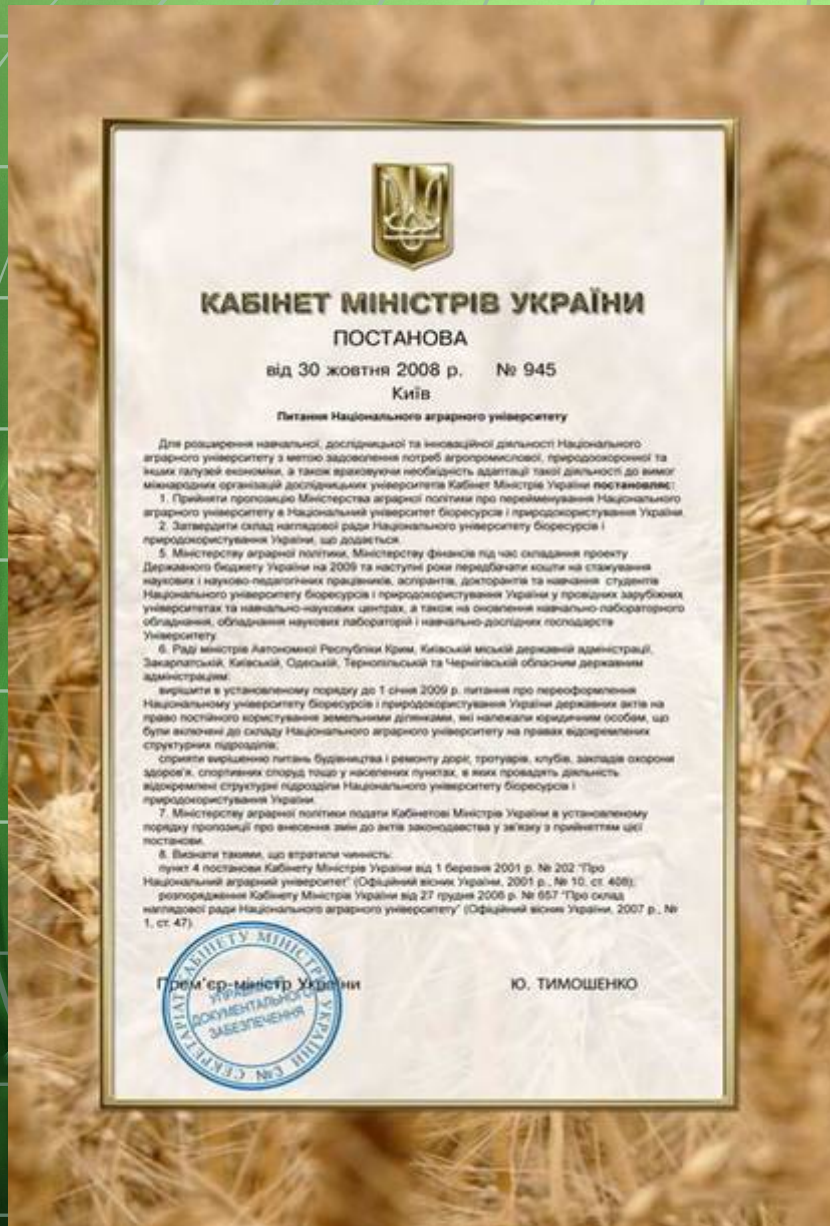 КАБІНЕТ МІНІСТРІВ УКРАЇНИ
ПОСТАНОВА
від 30 жовтня 2008 р. № 945
Київ
Питання Національного аграрного університету
Для розширення навчальної, дослідницької та інноваційної діяльності Національного
аграрного університету з метою задоволення потреб агропромислової, природоохоронної та
інших галузей економіки, а також враховуючи необхідність адаптації такої діяльності до вимог
міжнародних організацій дослідницьких університетів Кабінет Міністрів України постановляє:
1. Прийняти пропозицію Міністерства аграрної політики про перейменування Національного
аграрного університету в Національний університет біоресурсів і природокористування України.
2. Затвердити склад наглядової ради Національного університету біоресурсів і
природокористування України, що додається.
5. Міністерству аграрної політики, Міністерству фінансів під час складання проекту
Державного бюджету України на 2009 та наступні роки передбачати кошти на стажування
наукових і науково-педагогічних працівників, аспірантів, докторантів та навчання студентів
Національного університету біоресурсів і природокористування України у провідних зарубіжних
університетах та навчально-наукових центрах, а також на оновлення навчально-лабораторного
обладнання, обладнання наукових лабораторій і навчально-дослідних господарств
Університету.
6. Раді міністрів Автономної Республіки Крим, Київській міській державній адміністрації,
Закарпатській, Київській, Одеській, Тернопільській та Чернігівській обласним державним
адміністраціям:
вирішити в установленому порядку до 1 січня 2009 р. питання про переоформлення
Національному університету біоресурсів і природокористування України державних актів на
право постійного користування земельними ділянками, які належали юридичним особам, що
були включені до складу Національного аграрного університету на правах відокремлених
структурних підрозділів;
сприяти вирішенню питань будівництва і ремонту доріг, тротуарів, клубів, закладів охорони
здоров'я, спортивних споруд тощо у населених пунктах, в яких провадять діяльність
відокремлені структурні підрозділи Національного університету біоресурсів і
природокористування України.
7. Міністерству аграрної політики подати Кабінетові Міністрів України в установленому
порядку пропозиції про внесення змін до актів законодавства у зв'язку з прийняттям цієї
постанови.
8. Визнати такими, що втратили чинність:
пункт 4 постанови Кабінету Міністрів України від 1 березня 2001 р. № 202 "Про
Національний аграрний університет" (Офіційний вісник України, 2001 р., № 10, ст. 408);
розпорядження Кабінету Міністрів України від 27 грудня 2006 р. № 657 "Про склад
наглядової ради Національного аграрного університету" (Офіційний вісник України, 2007 р., №
1, ст. 47).
Прем'єр-міністр України Ю. ТИМОШЕНКО
СЕКРЕТАРІАТ КАБІНЕТУ МІНІСТРІВ УКРАЇНИ
УПРАВЛІННЯ
ДОКУМЕНТАЛЬНОГО
ЗАБЕЗПЕЧЕННЯ
№3